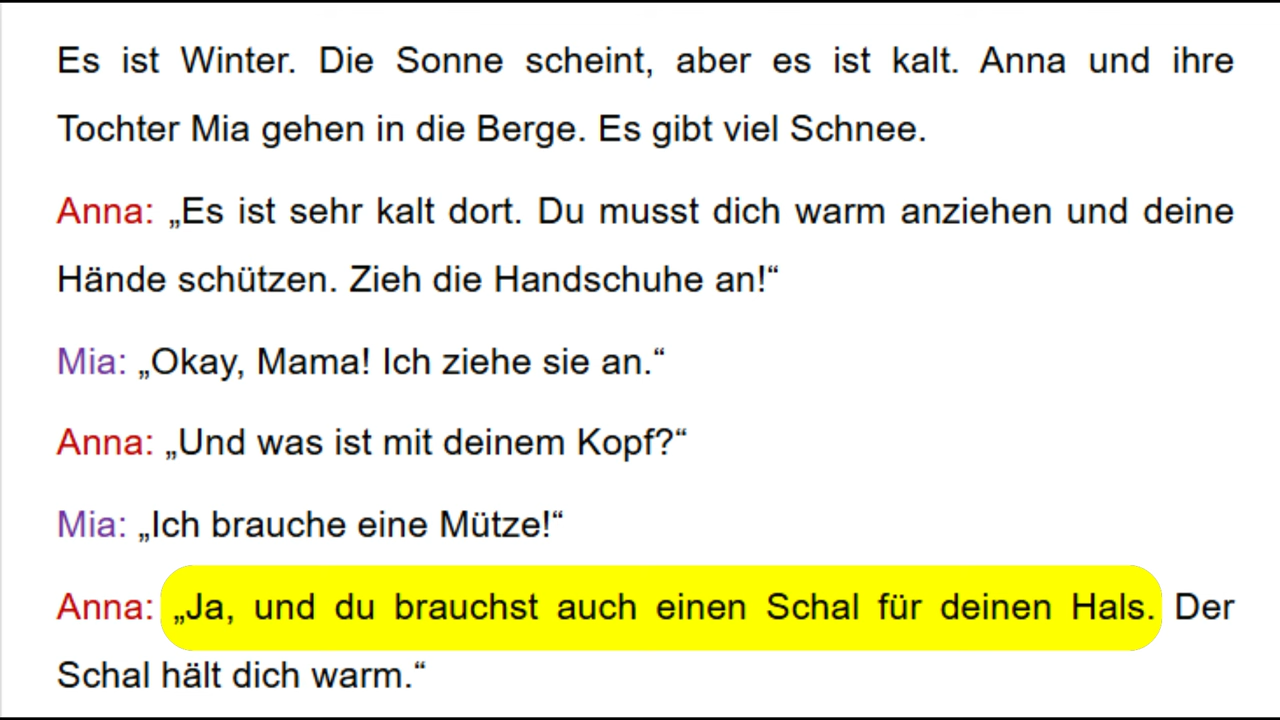 Es ist Winter. Die Sonne scheint, aber es ist kalt. Anna und ihre
Tochter Mia gehen in die Berge. Es gibt viel Schnee.
Anna: „Es ist sehr kalt dort. Du musst dich warm anziehen und deine
Hände schützen. Zieh die Handschuhe an!“
Mia: „Okay, Mama! Ich ziehe sie an.“
Anna: „Und was ist mit deinem Kopf?“
Mia: „Ich brauche eine Mütze!“
Anna: „Ja, und du brauchst auch einen Schal für deinen Hals. Der
Schal hält dich warm.“